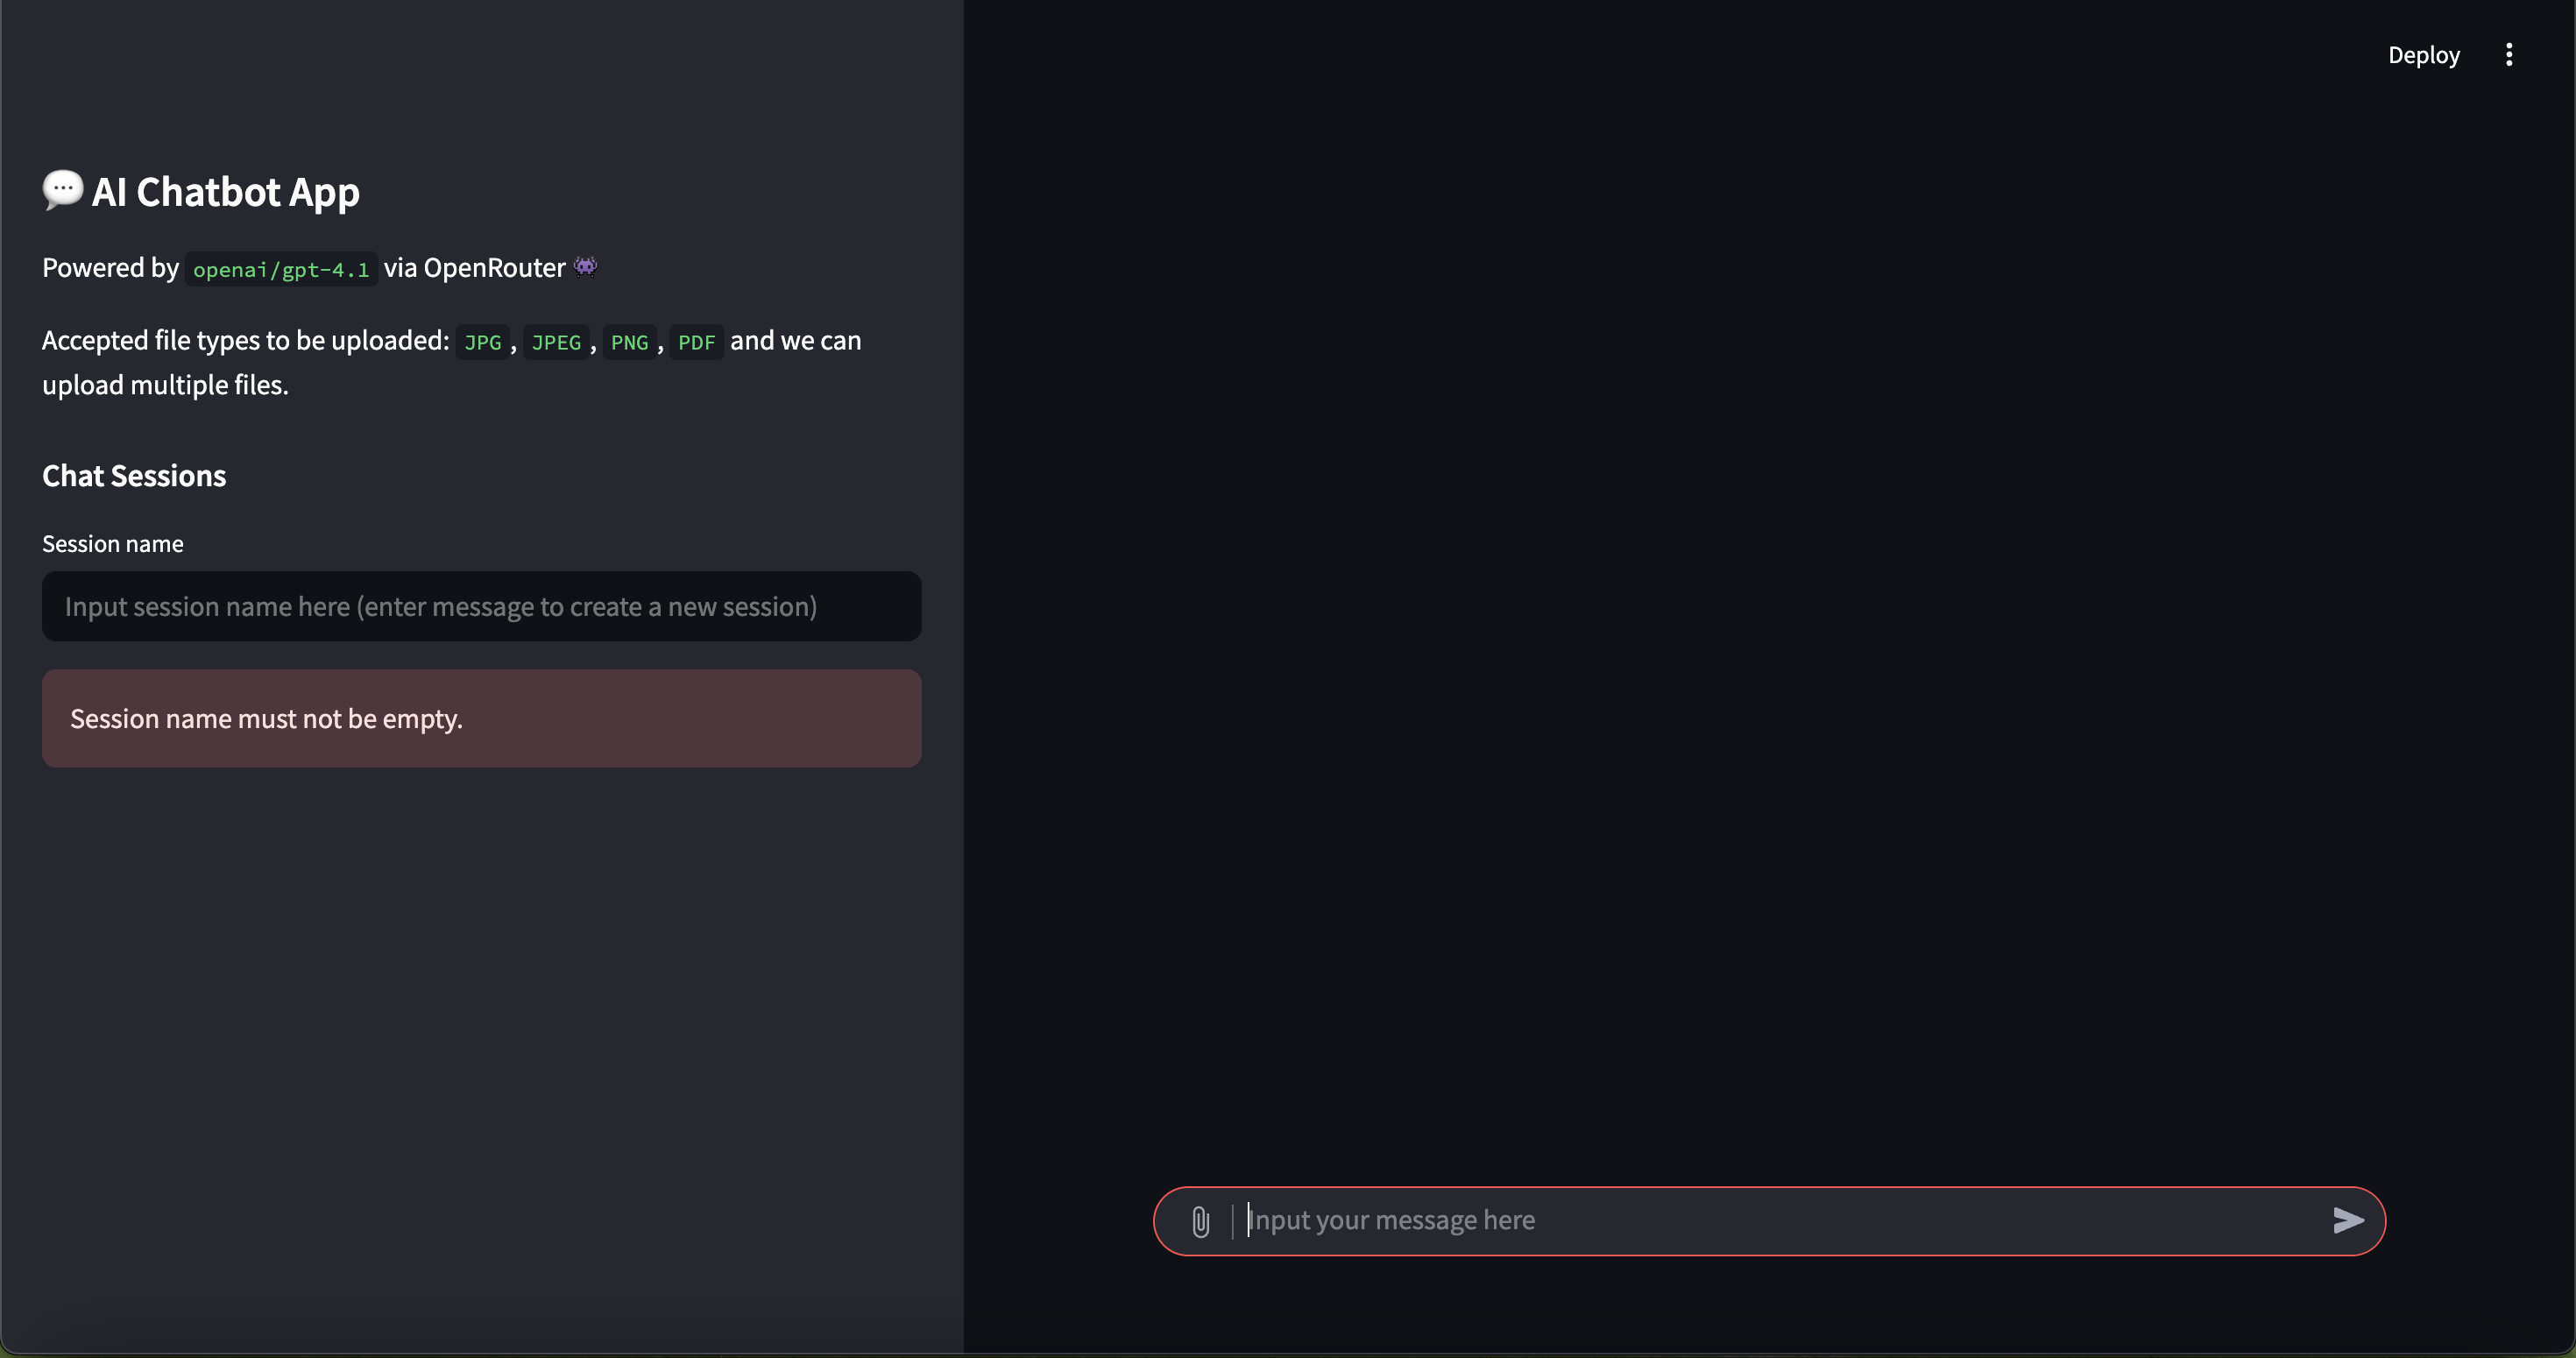 Deploy
💬 AI Chatbot App
Powered by openai/gpt-4.1 via OpenRouter 👾
Accepted file types to be uploaded: JPG, JPEG, PNG, PDF and we can
upload multiple files.
Chat Sessions
Session name
Input session name here (enter message to create a new session)
Session name must not be empty.
Input your message here